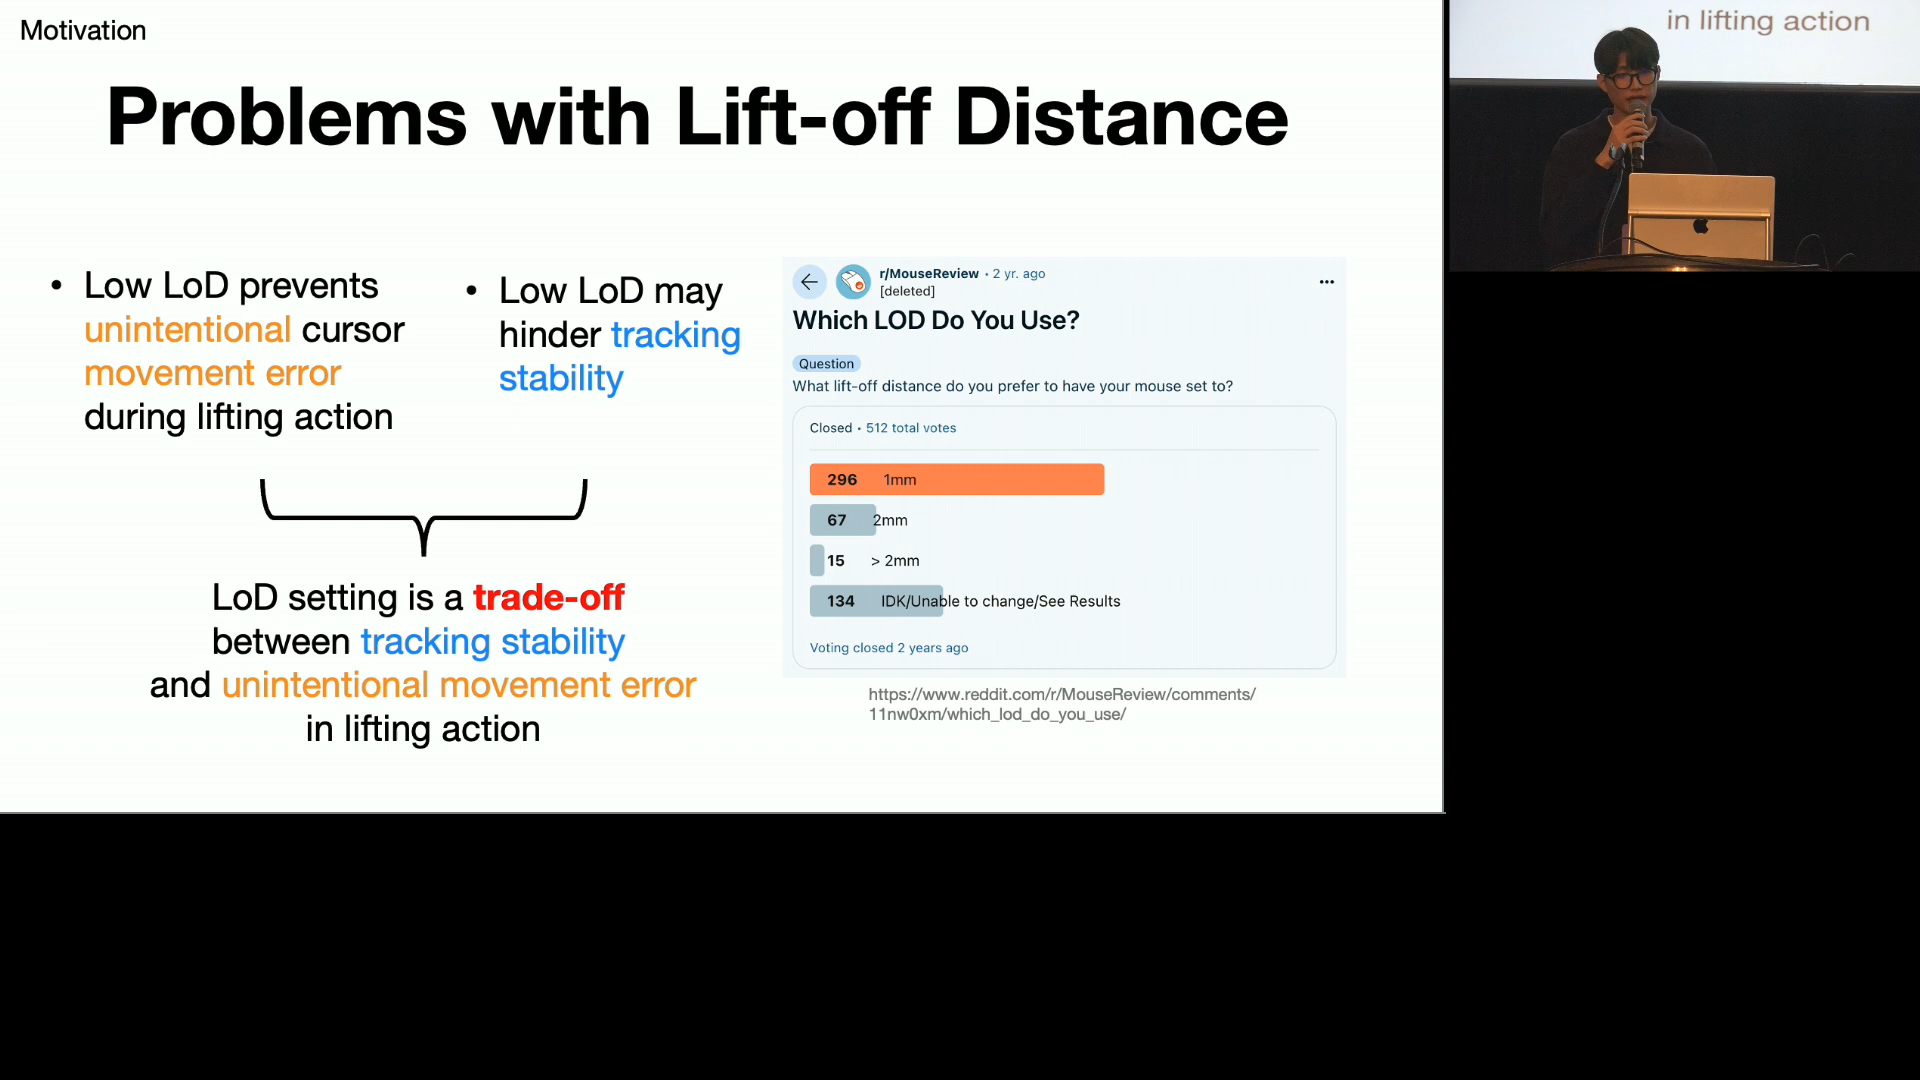 Motivation
Problems with Lift-off Distance
• Low LoD prevents
unintentional cursor
movement error
during lifting action
• Low LoD may
hinder tracking
stability
LoD setting is a trade-off
between tracking stability
and unintentional movement error
in lifting action
r/MouseReview • 2 yr. ago
[deleted]
Which LOD Do You Use?
Question
What lift-off distance do you prefer to have your mouse set to?
Closed • 512 total votes
296 1mm
67 2mm
15 > 2mm
134 IDK/Unable to change/See Results
Voting closed 2 years ago
https://www.reddit.com/r/MouseReview/comments/
11nw0xm/which_lod_do_you_use/
in lifting action